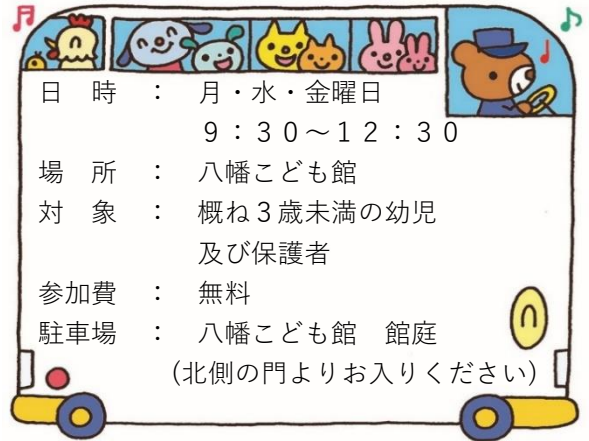 日　時　：　月・水・金曜日
９：３０～１２：３０
場　所　：　八幡こども館
対　象　：　概ね３歳未満の幼児
及び保護者
参加費　：　無料
駐車場　：　八幡こども館　館庭
（北側の門よりお入りください）